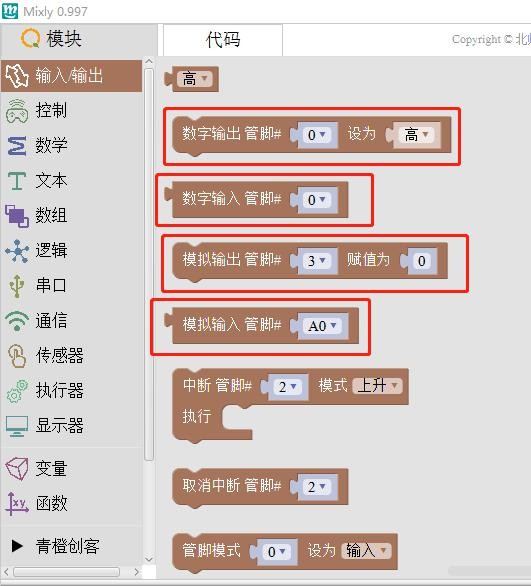 Mixly 0.997
模块
代码
Copyright © 北师
输入/输出
控制
数学
文本
数组
逻辑
串口
通信
传感器
执行器
显示器
变量
函数
青橙创客
高
数字输出 管脚# 0 设为 高
数字输入 管脚# 0
模拟输出 管脚# 3 赋值为 0
模拟输入 管脚# A0
中断 管脚# 2 模式 上升
执行
取消中断 管脚# 2
管脚模式 0 设为 输入